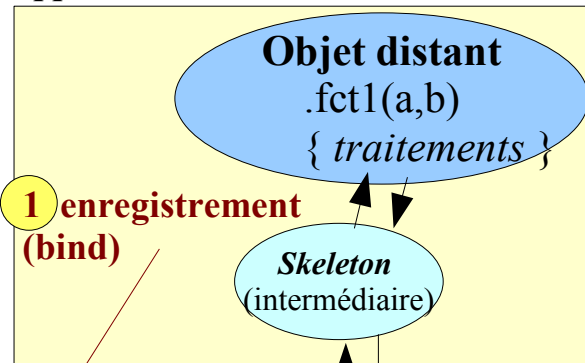 Objet distant
.fct1(a,b)
{ traitements }
1 enregistrement
(bind)
Skeleton
(intermédiaire)